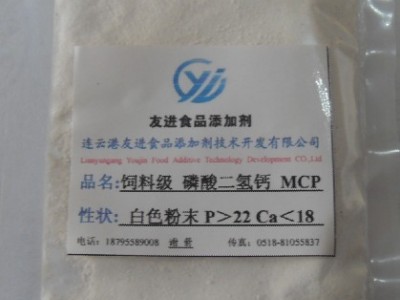 友进食品添加剂
连云港友进食品添加剂技术开发有限公司
Lianyungang Youjin Food Additive Technology Development CO.,Ltd
品名:饲料级 磷酸二氢钙 MCP
性状: 白色粉末 P>22 Ca<18
电话: 18795589008 谢景 传真: 0518-81055837